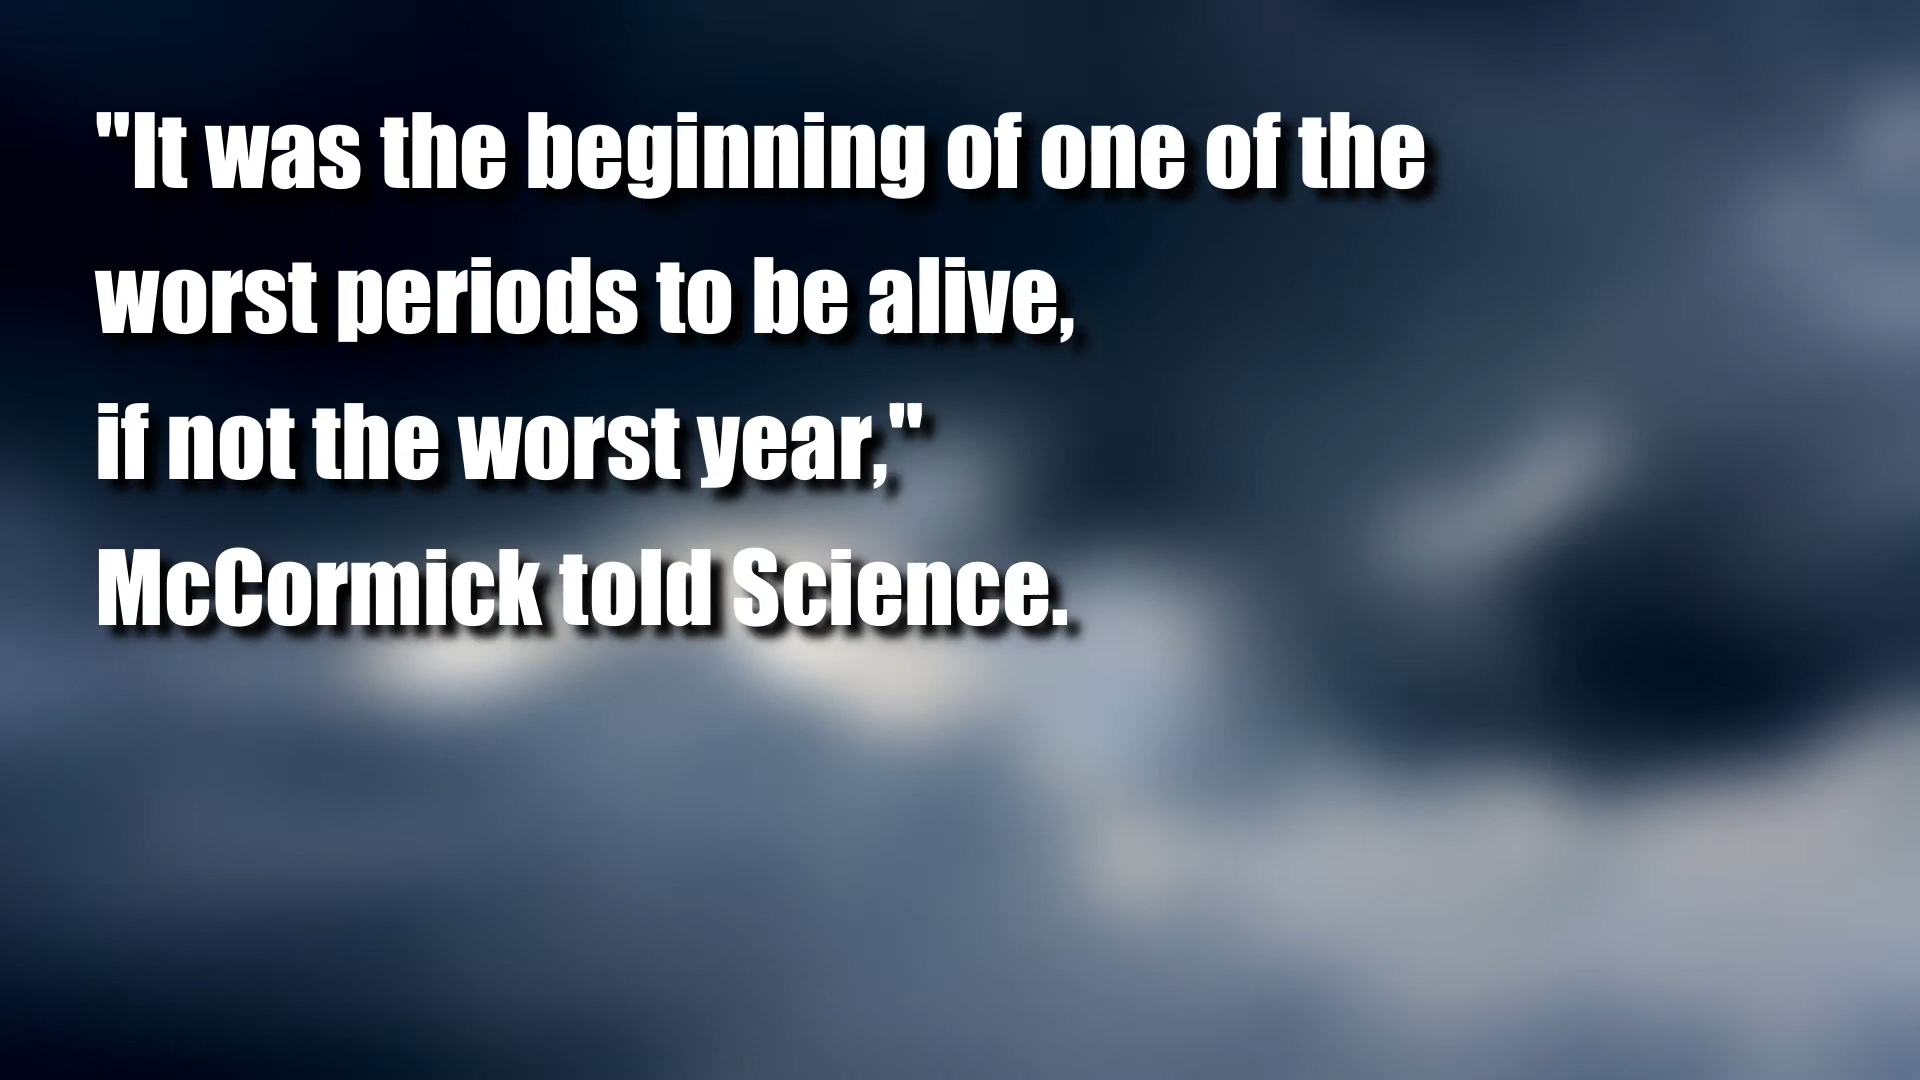 "It was the beginning of one of the
worst periods to be alive,
if not the worst year,"
McCormick told Science.